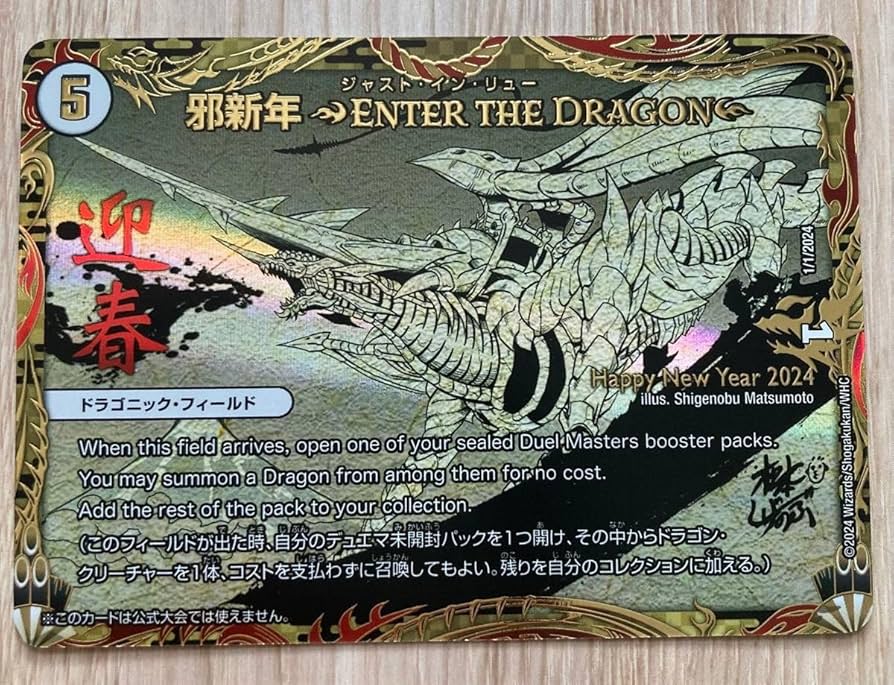 5
ジャスト・イン・リュー
邪新年 ENTER THE DRAGON
迎春
1/1/2024
1
Happy New Year 2024
illus. Shigenobu Matsumoto
ドラゴニック・フィールド
When this field arrives, open one of your sealed Duel Masters booster packs.
You may summon a Dragon from among them for no cost.
Add the rest of the pack to your collection.
(このフィールドが出た時、自分のデュエマ未開封パックを1つ開け、その中からドラゴン・
クリーチャーを1体、コストを支払わずに召喚してもよい。残りを自分のコレクションに加える。)
※このカードは公式大会では使えません。
©2024 Wizards/Shogakukan/WHC